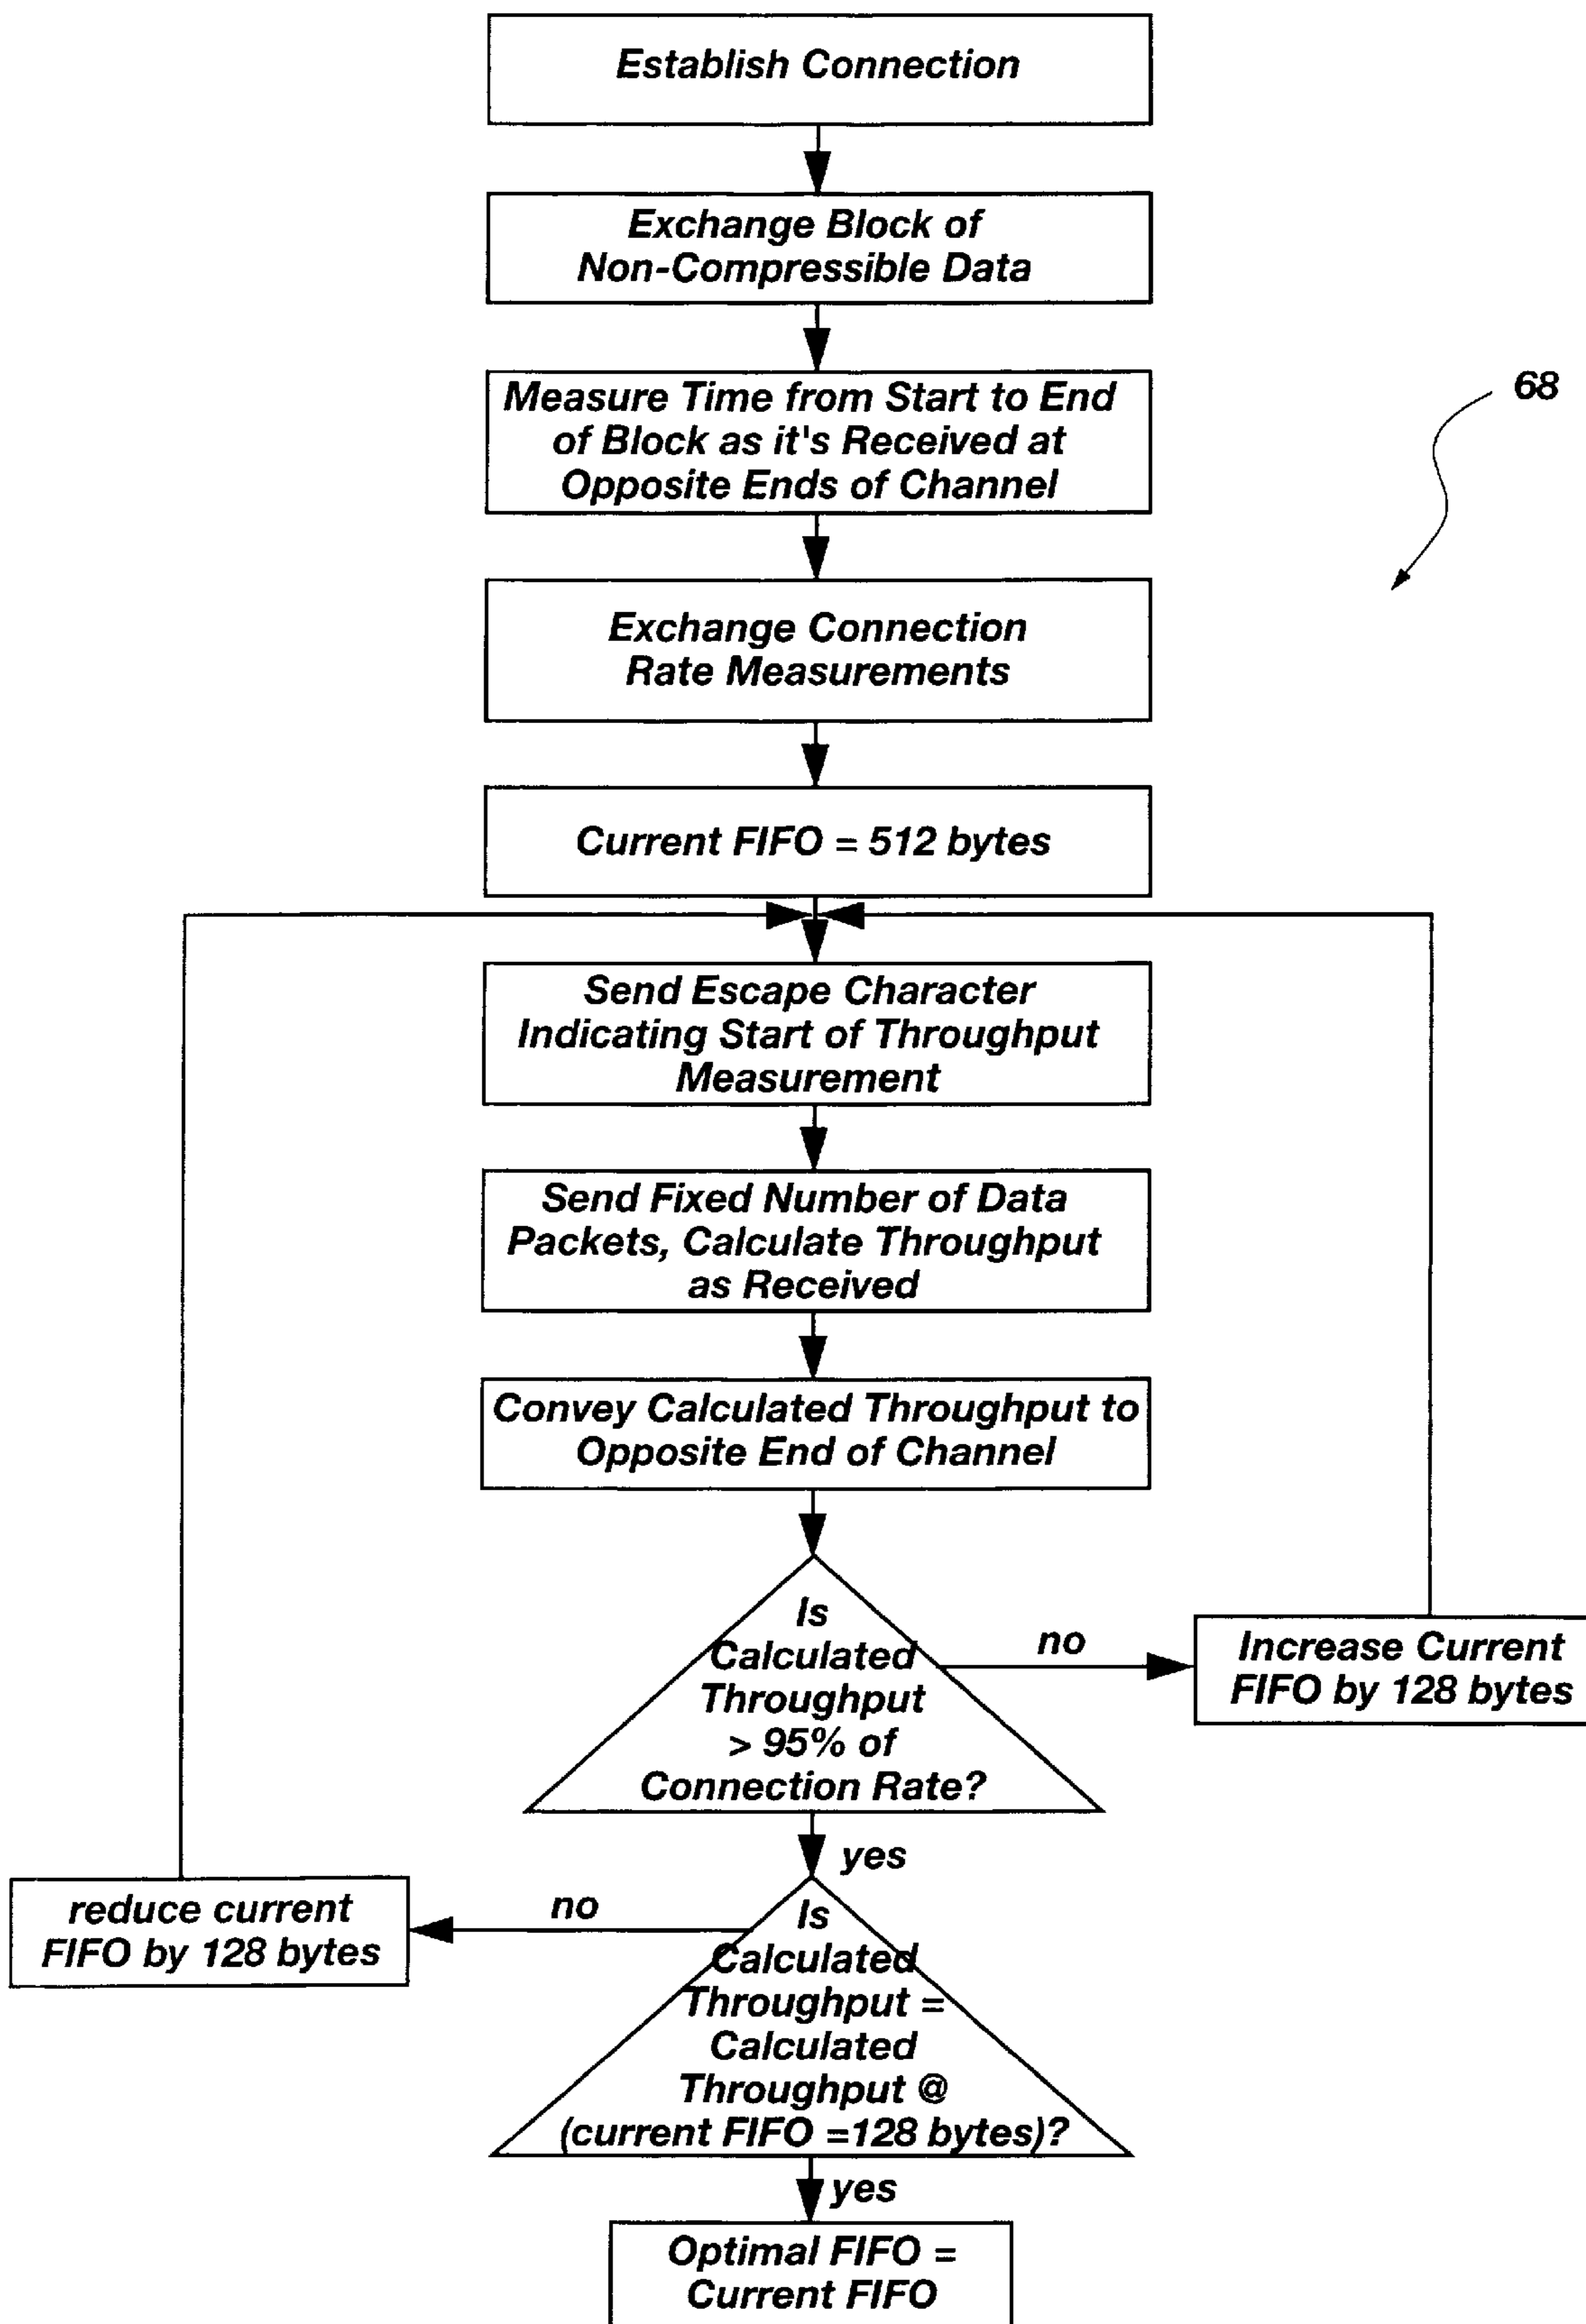 Establish Connection
Exchange Block of
Non-Compressible Data
Measure Time from Start to End
of Block as it's Received at
Opposite Ends of Channel
68
Exchange Connection
Rate Measurements
Current FIFO = 512 bytes
Send Escape Character
Indicating Start of Throughput
Measurement
Send Fixed Number of Data
Packets, Calculate Throughput
as Received
Convey Calculated Throughput to
Opposite End of Channel
Is
Calculated
Throughput
> 95% of
Connection Rate?
no
Increase Current
FIFO by 128 bytes
yes
reduce current
FIFO by 128 bytes
no
Is
Calculated
Throughput =
Calculated
Throughput @
(current FIFO =128 bytes)?
yes
Optimal FIFO =
Current FIFO